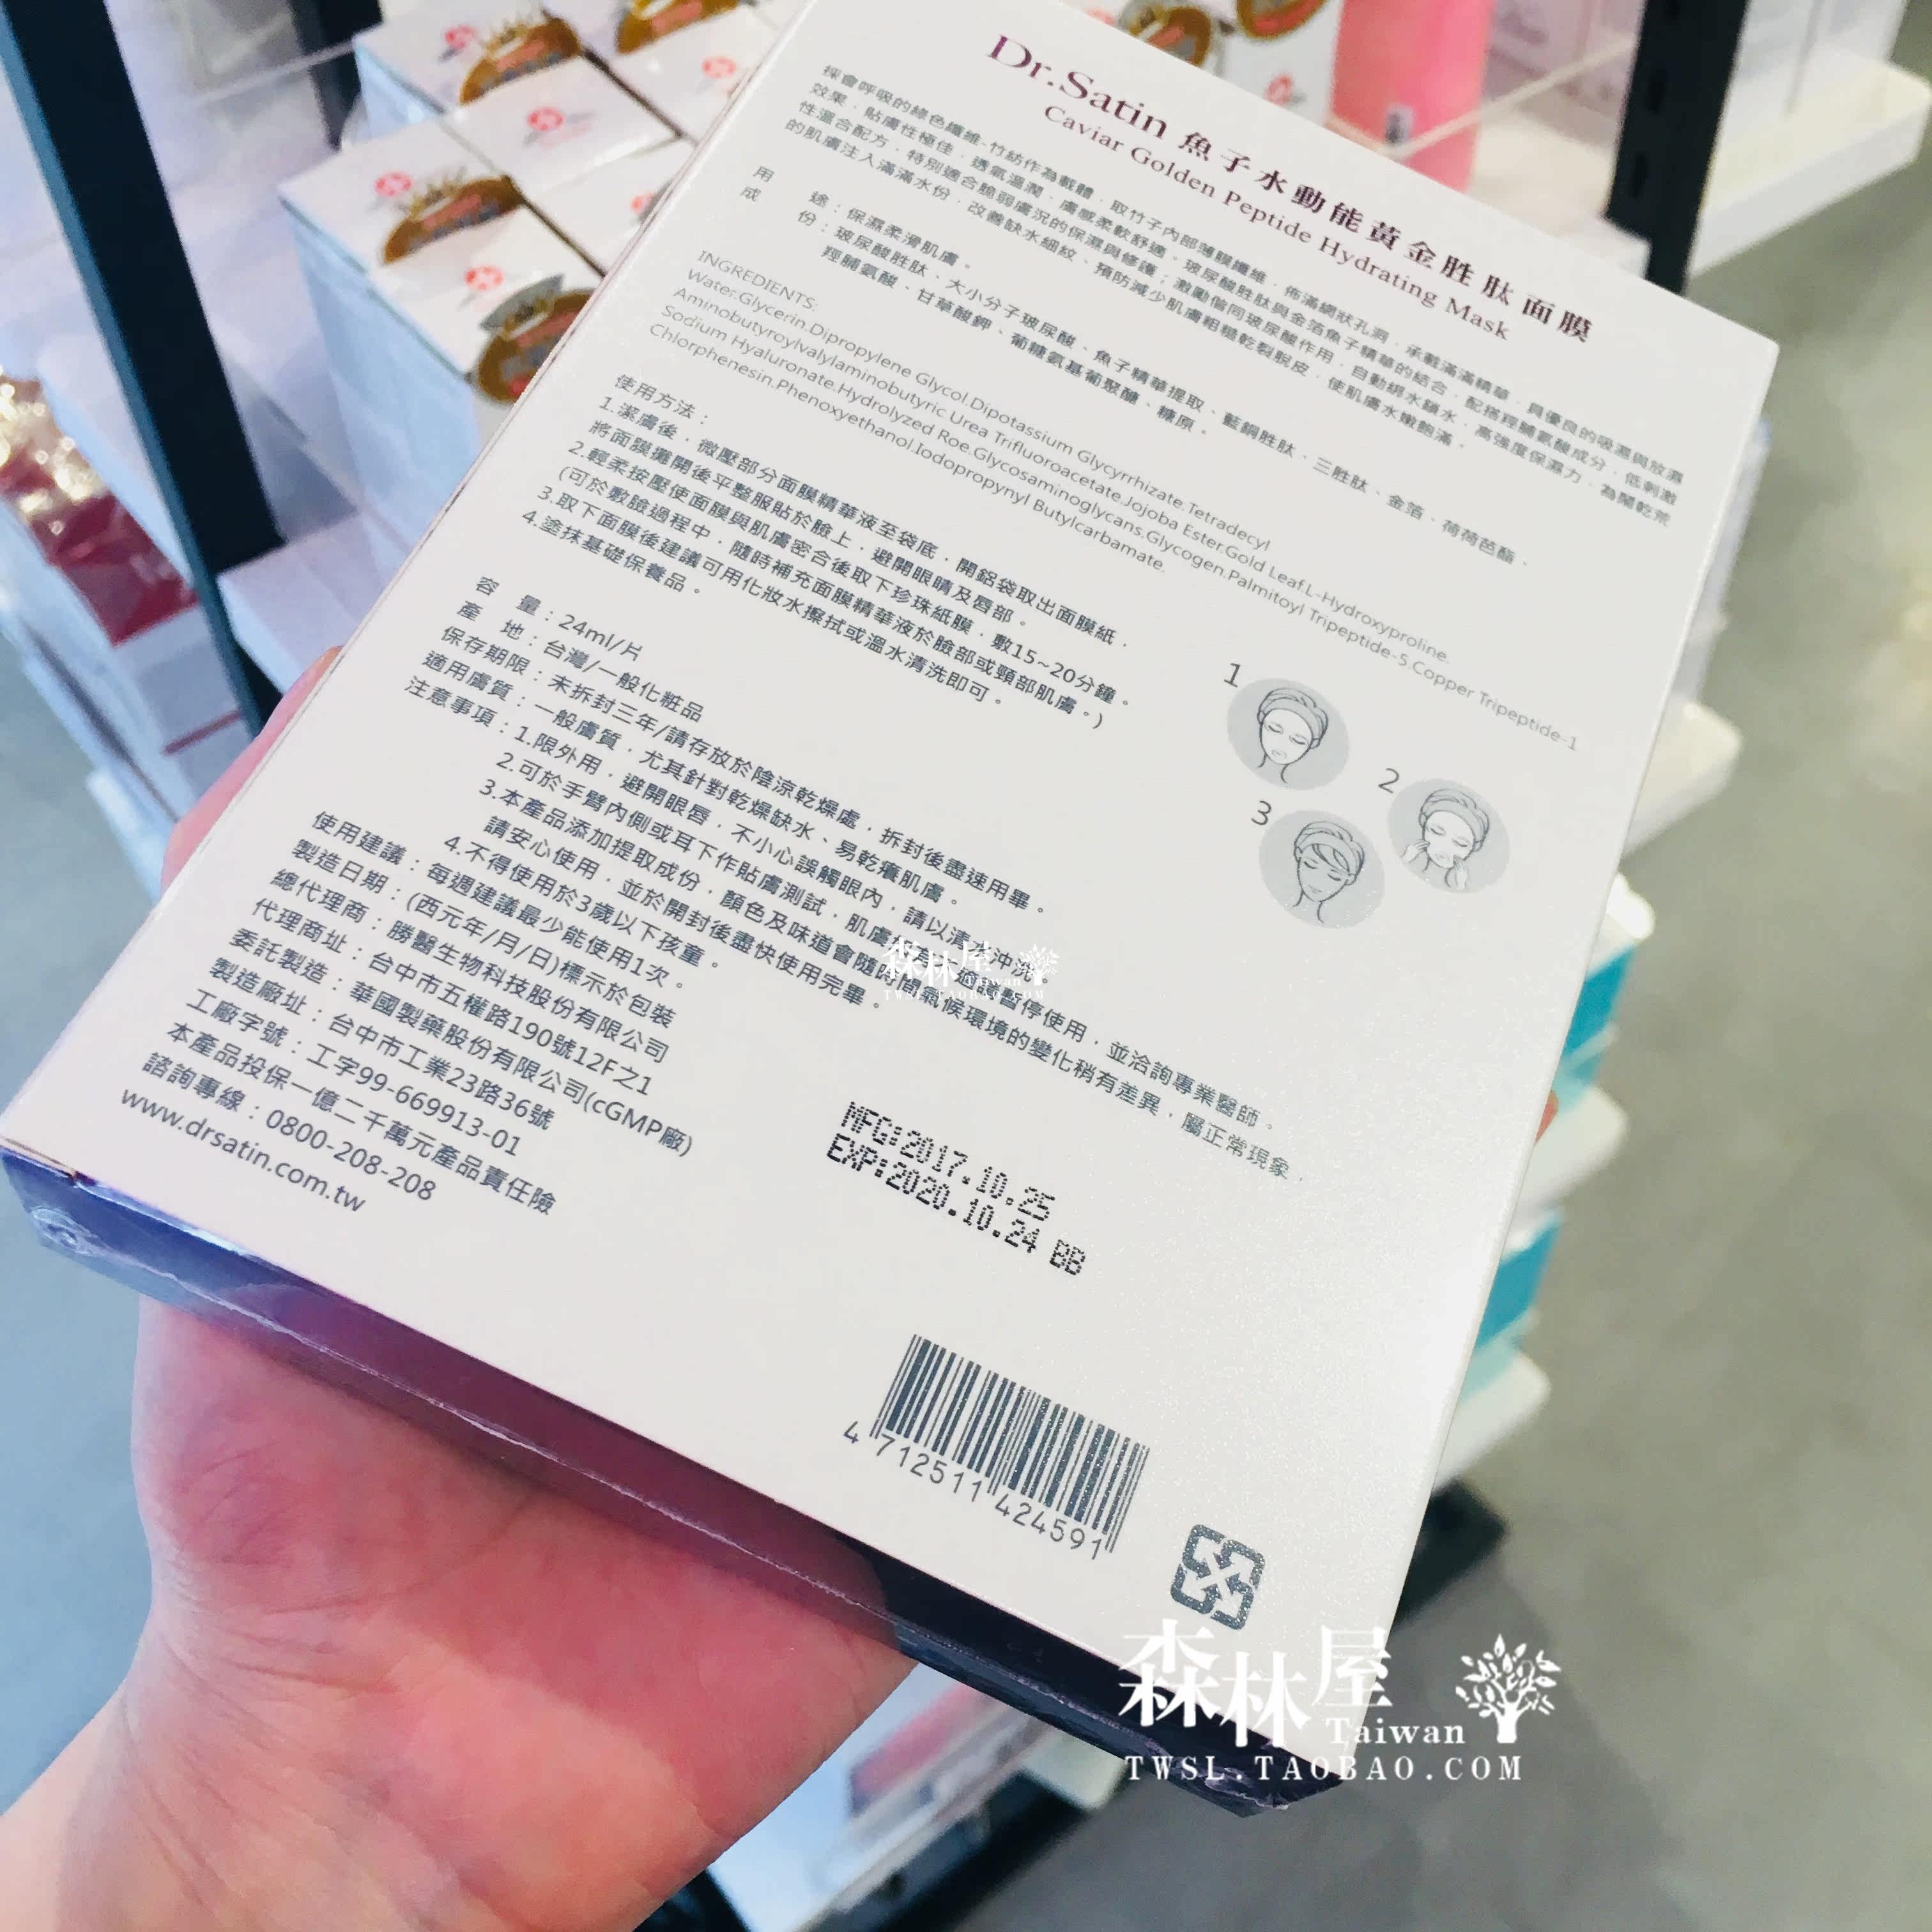 Dr.Satin 魚子水動能黃金胜肽面膜
Caviar Golden Peptide Hydrating Mask
採會呼吸的綠色纖維-竹紡作為載體，取竹子內部薄膜纖維，佈滿網狀孔洞，承載滿滿精華，具優良的吸濕與放濕
效果，貼膚性極佳，透氣溫潤，膚感柔軟舒適。玻尿酸胜肽與金箔魚子精華的結合，配搭羥脯氨酸成分，低刺激
性溫合配方，特別適合脆弱膚況的保濕與修護；激勵偕同玻尿酸作用，自動綁水鎖水，高強度保濕力，為鬧乾荒
的肌膚注入滿滿水份，改善缺水細紋、預防減少肌膚粗糙乾裂脫皮，使肌膚水嫩飽滿。
用　　途：保濕柔滑肌膚。
成　　份：玻尿酸胜肽、大小分子玻尿酸、魚子精華提取、藍銅胜肽、三胜肽、金箔、荷荷芭酯、
羥脯氨酸、甘草酸鉀、葡糖氨基葡聚醣、糖原。
INGREDIENTS:
Water.Glycerin.Dipropylene Glycol.Dipotassium Glycyrrhizate.Tetradecyl
Aminobutyroylvalylaminobutyric Urea Trifluoroacetate.Jojoba Ester.Gold Leaf.L-Hydroxyproline.
Sodium Hyaluronate.Hydrolyzed Roe.Glycosaminoglycans.Glycogen.Palmitoyl Tripeptide-5.Copper Tripeptide-1
Chlorphenesin.Phenoxyethanol.Iodopropynyl Butylcarbamate.
使用方法：
1.潔膚後，微壓部分面膜精華液至袋底，開鋁袋取出面膜紙，
將面膜攤開後平整服貼於臉上，避開眼睛及唇部。
2.輕柔按壓使面膜與肌膚密合後取下珍珠紙膜，敷15~20分鐘。
(可於敷臉過程中，隨時補充面膜精華液於臉部或頸部肌膚。)
3.取下面膜後建議可用化妝水擦拭或溫水清洗即可。
4.塗抹基礎保養品。
1
2
3
容　　量：24ml/片
產　　地：台灣/一般化粧品
保存期限：未拆封三年/請存放於陰涼乾燥處，拆封後盡速用畢。
適用膚質：一般膚質，尤其針對乾燥缺水、易乾癢肌膚。
注意事項：1.限外用，避開眼唇，不小心誤觸眼內，請以清水沖洗。
2.可於手臂內側或耳下作貼膚測試，肌膚 暫停使用，並洽詢專業醫師。
3.本產品添加提取成份，顏色及味道會隨時間氣候環境的變化稍有差異，屬正常現象，
請安心使用，並於開封後盡快使用完畢。
4.不得使用於3歲以下孩童。
使用建議：每週建議最少能使用1次。
製造日期：(西元年/月/日)標示於包裝
總代理商：勝醫生物科技股份有限公司
代理商址：台中市五權路190號12F之1
委託製造：華國製藥股份有限公司(cGMP廠)
製造廠址：台中市工業23路36號
工廠字號：工字99-669913-01
本產品投保一億二千萬元產品責任險
諮詢專線：0800-208-208
www.drsatin.com.tw
MFG:2017.10.25
EXP:2020.10.24 BB
4 712511 424591
森林屋
Taiwan
TWSL.TAOBAO.COM
森林屋
Taiwan
TWSL.TAOBAO.COM